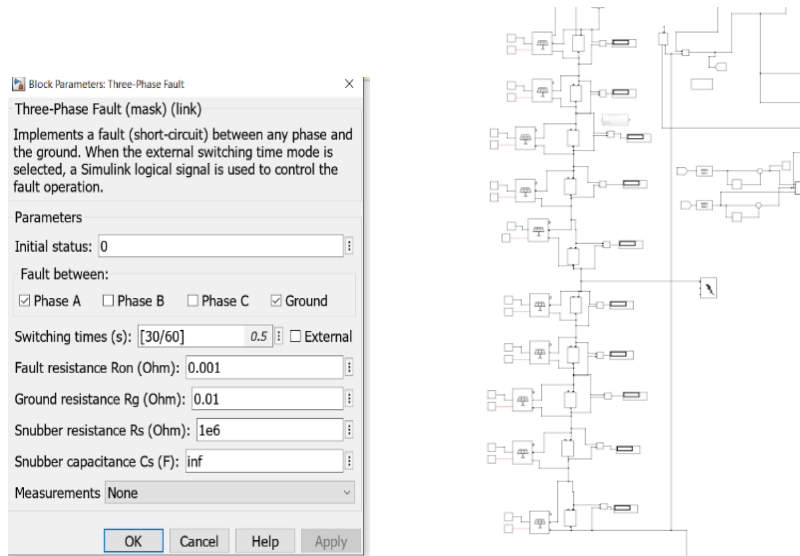 Block Parameters: Three-Phase Fault
Three-Phase Fault (mask) (link)
Implements a fault (short-circuit) between any phase and
the ground. When the external switching time mode is
selected, a Simulink logical signal is used to control the
fault operation.
Parameters
Initial status: 0
Fault between:
Phase A Phase B Phase C Ground
Switching times (s): [30/60] 0.5 External
Fault resistance Ron (Ohm): 0.001
Ground resistance Rg (Ohm): 0.01
Snubber resistance Rs (Ohm): 1e6
Snubber capacitance Cs (F): inf
Measurements None
OK Cancel Help Apply